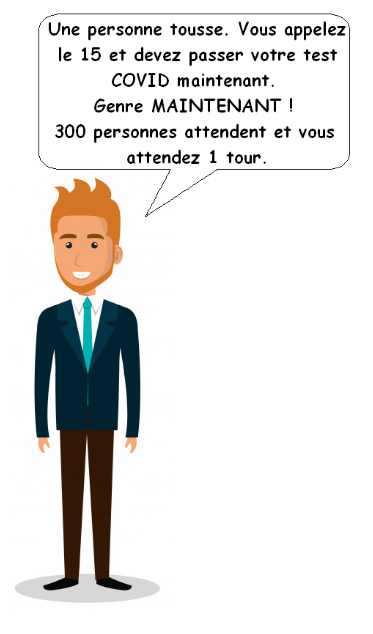 Une personne tousse. Vous appelez
le 15 et devez passer votre test
COVID maintenant.
Genre MAINTENANT !
300 personnes attendent et vous
attendez 1 tour.